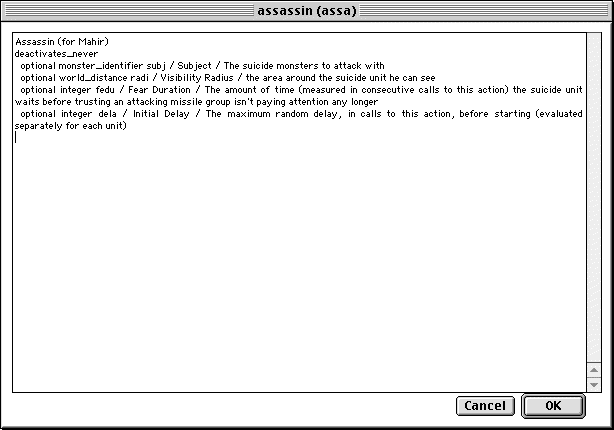 assassin (assa)
Assassin (for Mahir)
deactivates_never
optional monster_identifier subj / Subject / The suicide monsters to attack with
optional world_distance radi / Visibility Radius / the area around the suicide unit he can see
optional integer fedu / Fear Duration / The amount of time (measured in consecutive calls to this action) the suicide unit
waits before trusting an attacking missile group isn't paying attention any longer
optional integer dela / Initial Delay / The maximum random delay, in calls to this action, before starting (evaluated
separately for each unit)
Cancel OK